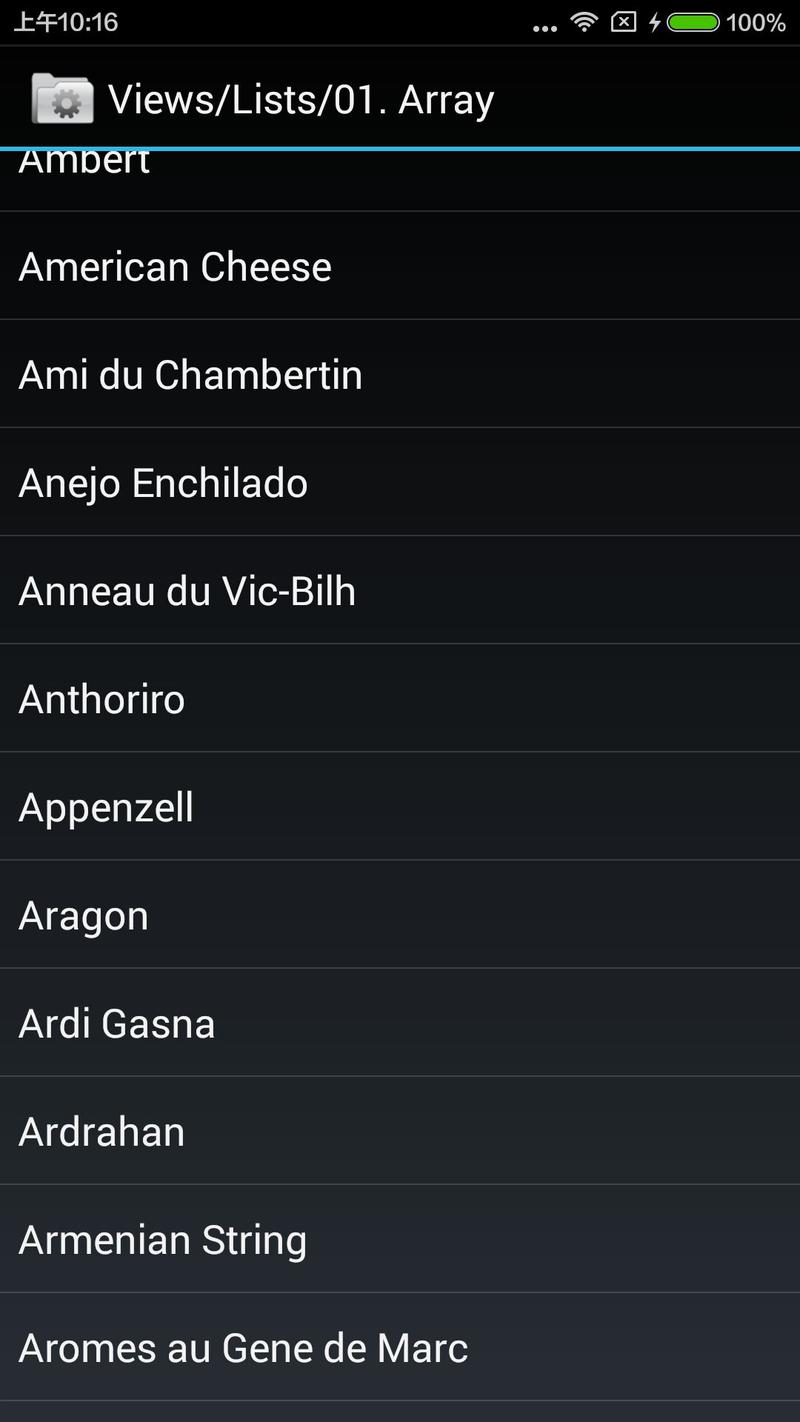 上午10:16
... 100%
Views/Lists/01. Array
Ambert
American Cheese
Ami du Chambertin
Anejo Enchilado
Anneau du Vic-Bilh
Anthoriro
Appenzell
Aragon
Ardi Gasna
Ardrahan
Armenian String
Aromes au Gene de Marc